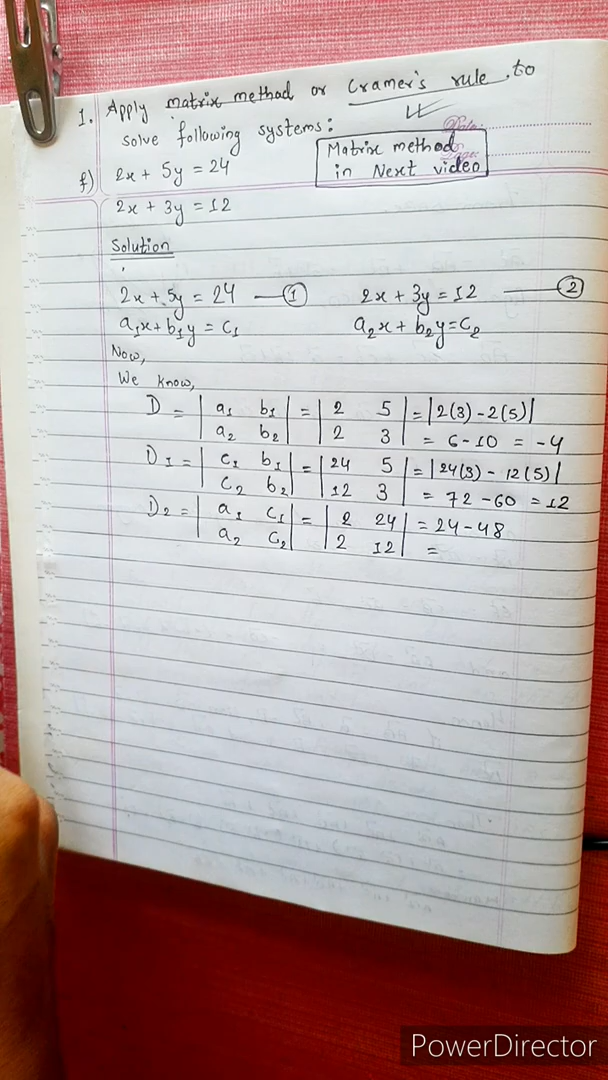 1. Apply matrix method or Cramer's rule, to
solve following systems:
Date:
Matrix method
in Next video
f) 2x + 5y = 24
2x + 3y = 12
Solution
2x + 5y = 24 —① 2x + 3y = 12 —②
a₁x + b₁y = c₁ a₂x + b₂y = c₂
Now,
We know,
D = | a₁ b₁ | = | 2 5 | = |2(3) - 2(5)|
| a₂ b₂ | | 2 3 | = 6 - 10 = -4
D₁ = | c₁ b₁ | = | 24 5 | = |24(3) - 12(5)|
| c₂ b₂ | | 12 3 | = 72 - 60 = 12
D₂ = | a₁ c₁ | = | 2 24 | = 24 - 48
| a₂ c₂ | | 2 12 | =
PowerDirector